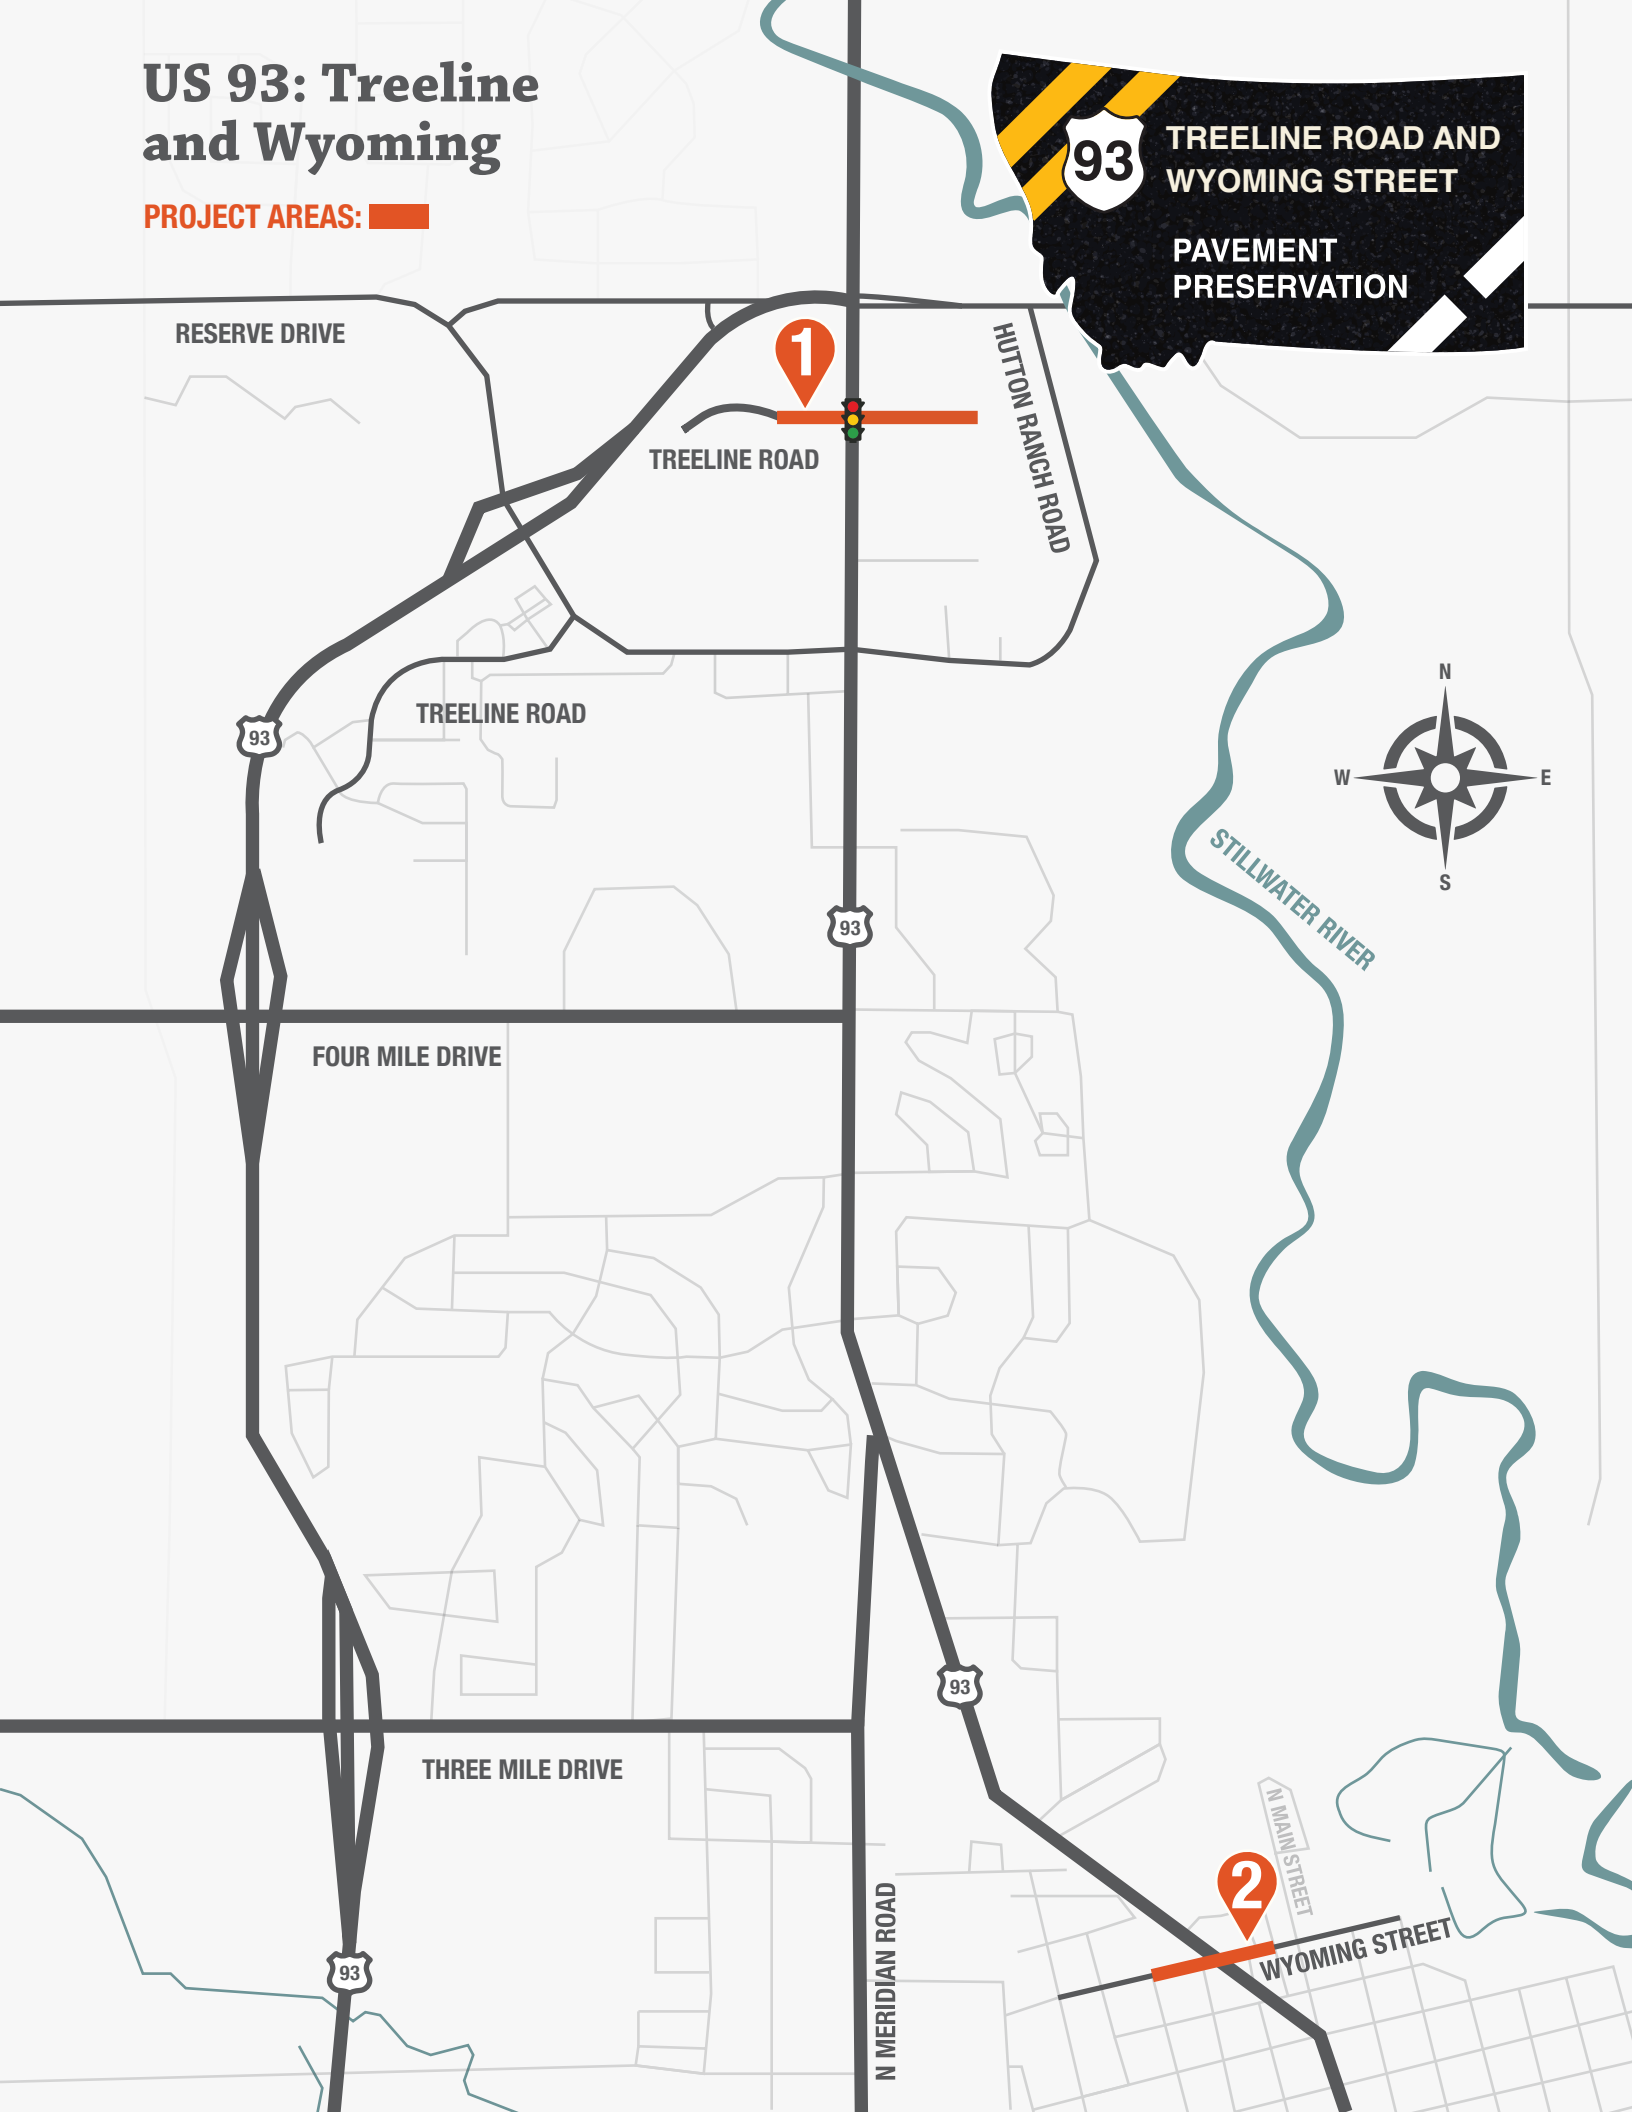 US 93: Treeline
and Wyoming
PROJECT AREAS:
93
TREELINE ROAD AND
WYOMING STREET
PAVEMENT
PRESERVATION
RESERVE DRIVE
1
HUTTON RANCH ROAD
TREELINE ROAD
N
W
E
S
TREELINE ROAD
93
STILLWATER RIVER
93
FOUR MILE DRIVE
93
THREE MILE DRIVE
N MAIN STREET
2
WYOMING STREET
N MERIDIAN ROAD
93